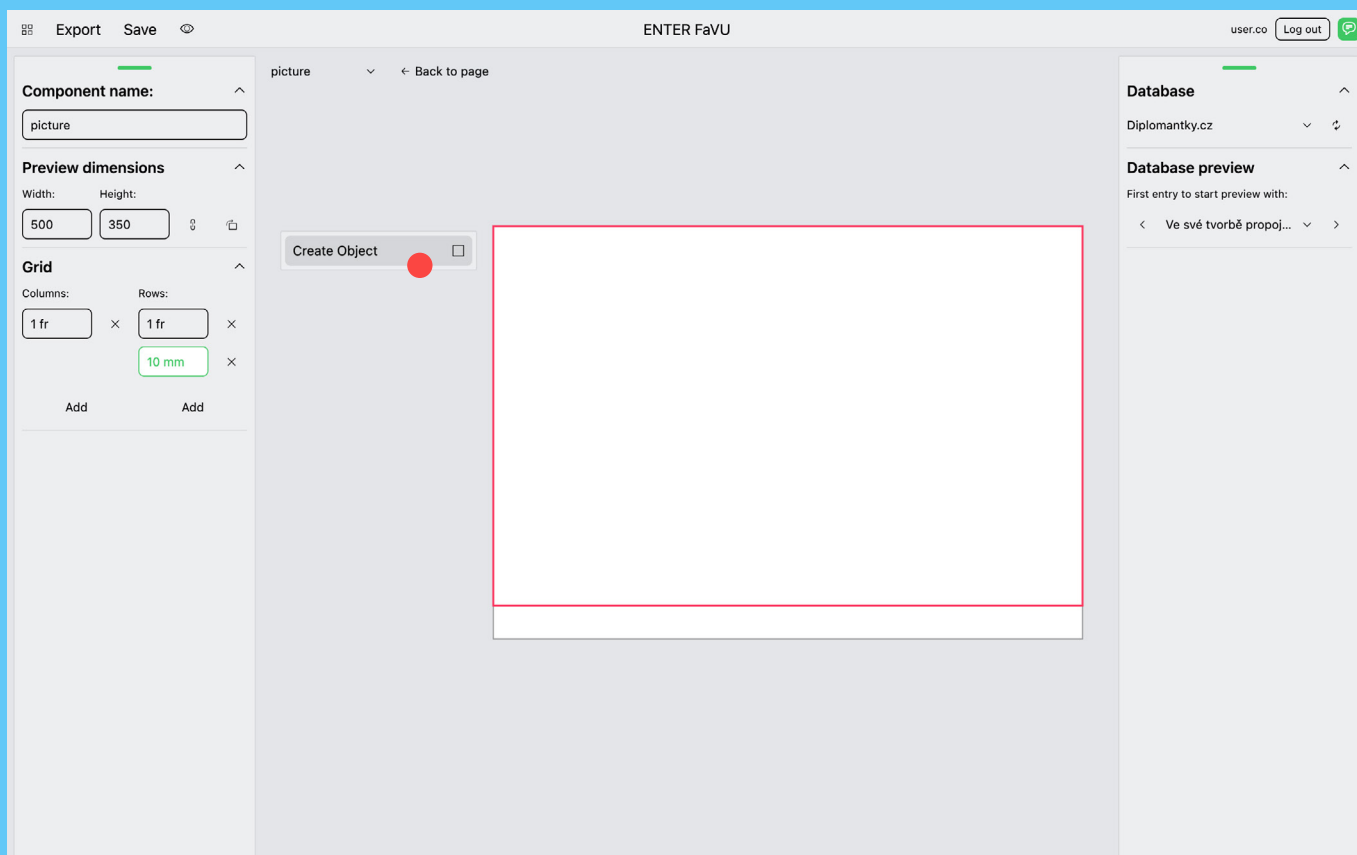 Export Save ENTER FaVU user.co Log out
picture ← Back to page
Component name:
picture
Preview dimensions
Width: Height:
500 350
Grid
Columns: Rows:
1 fr 1 fr
10 mm
Add Add
Create Object
Database
Diplomantky.cz
Database preview
First entry to start preview with:
Ve své tvorbě propoj...